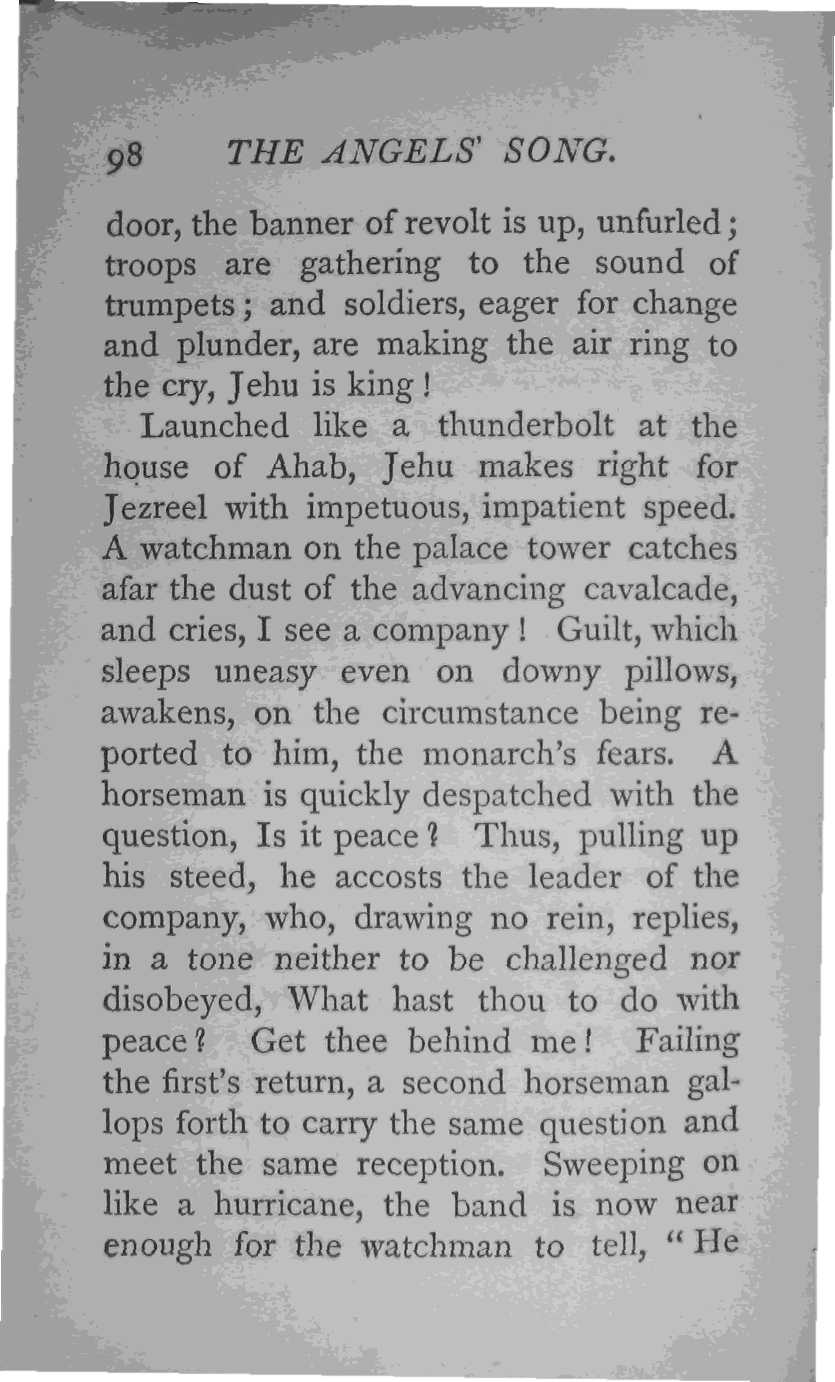 98 THE ANGELS' SONG.
door, the banner of revolt is up, unfurled;
troops are gathering to the sound of
trumpets; and soldiers, eager for change
and plunder, are making the air ring to
the cry, Jehu is king!
Launched like a thunderbolt at the
house of Ahab, Jehu makes right for
Jezreel with impetuous, impatient speed.
A watchman on the palace tower catches
afar the dust of the advancing cavalcade,
and cries, I see a company! Guilt, which
sleeps uneasy even on downy pillows,
awakens, on the circumstance being re-
ported to him, the monarch's fears. A
horseman is quickly despatched with the
question, Is it peace? Thus, pulling up
his steed, he accosts the leader of the
company, who, drawing no rein, replies,
in a tone neither to be challenged nor
disobeyed, What hast thou to do with
peace? Get thee behind me! Failing
the first's return, a second horseman gal-
lops forth to carry the same question and
meet the same reception. Sweeping on
like a hurricane, the band is now near
enough for the watchman to tell, "He